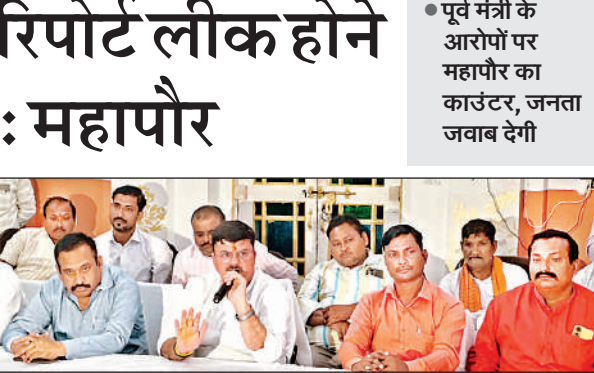 रिपोर्ट लीक होने
: महापौर
• पूर्व मंत्री के
आरोपों पर
महापौर का
काउंटर, जनता
जवाब देगी